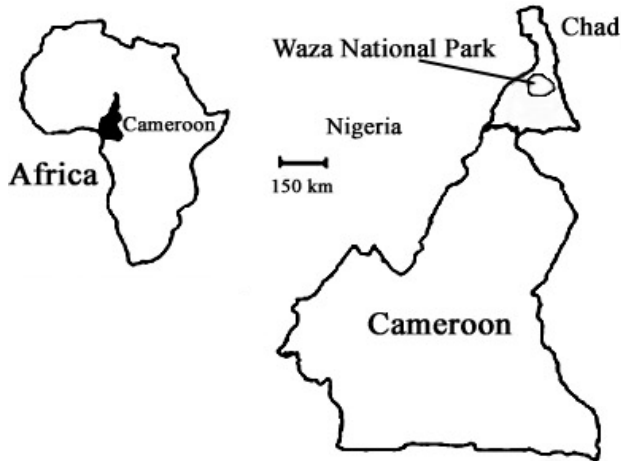 Chad
Waza National Park
Cameroon
Nigeria
Africa
150 km
Cameroon